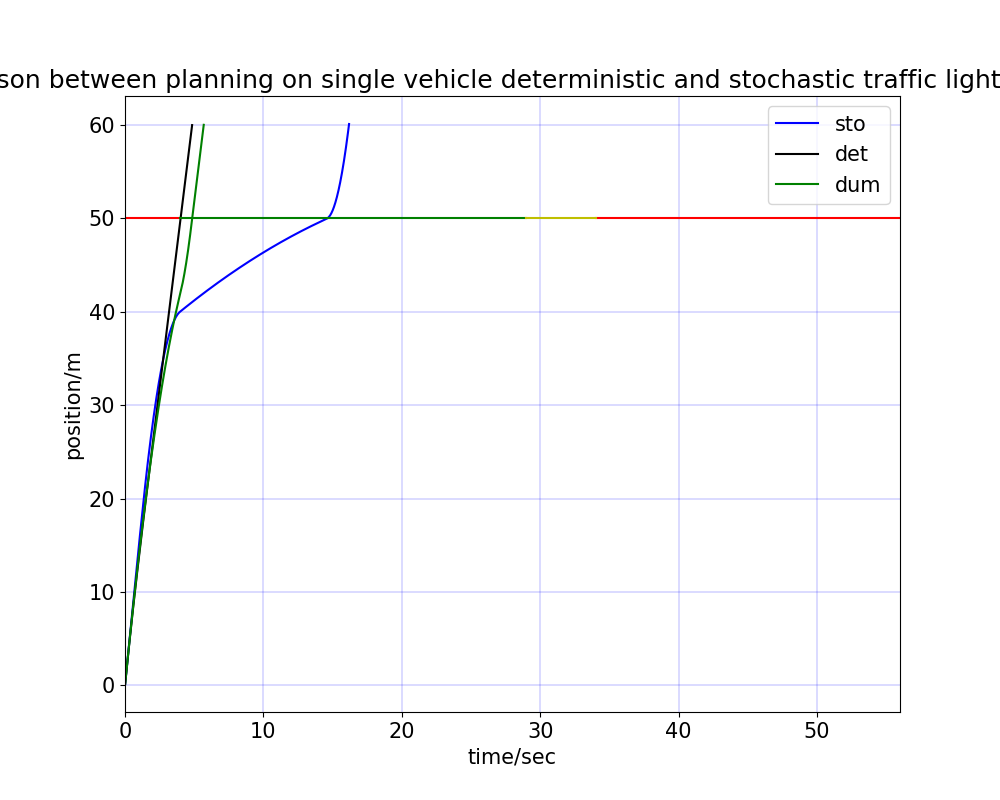 son between planning on single vehicle deterministic and stochastic traffic light
sto
det
dum
60
50
40
30
20
10
0
position/m
0 10 20 30 40 50
time/sec